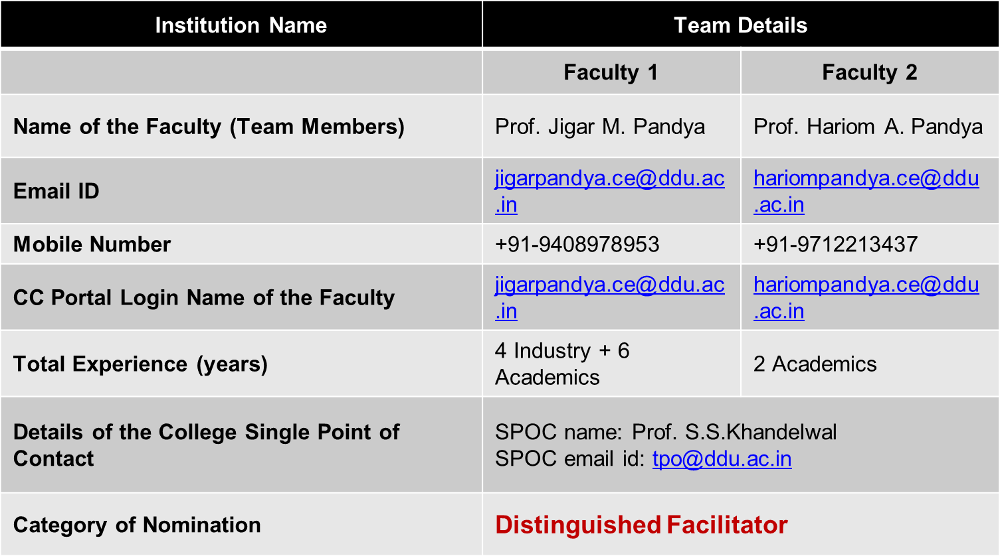 Institution Name
Team Details
Faculty 1
Faculty 2
Name of the Faculty (Team Members)
Prof. Jigar M. Pandya
Prof. Hariom A. Pandya
Email ID
jigarpandya.ce@ddu.ac
.in
hariompandya.ce@ddu
.ac.in
Mobile Number
+91-9408978953
+91-9712213437
CC Portal Login Name of the Faculty
jigarpandya.ce@ddu.ac
.in
hariompandya.ce@ddu
.ac.in
Total Experience (years)
4 Industry + 6
Academics
2 Academics
Details of the College Single Point of
Contact
SPOC name: Prof. S.S.Khandelwal
SPOC email id: tpo@ddu.ac.in
Category of Nomination
Distinguished Facilitator